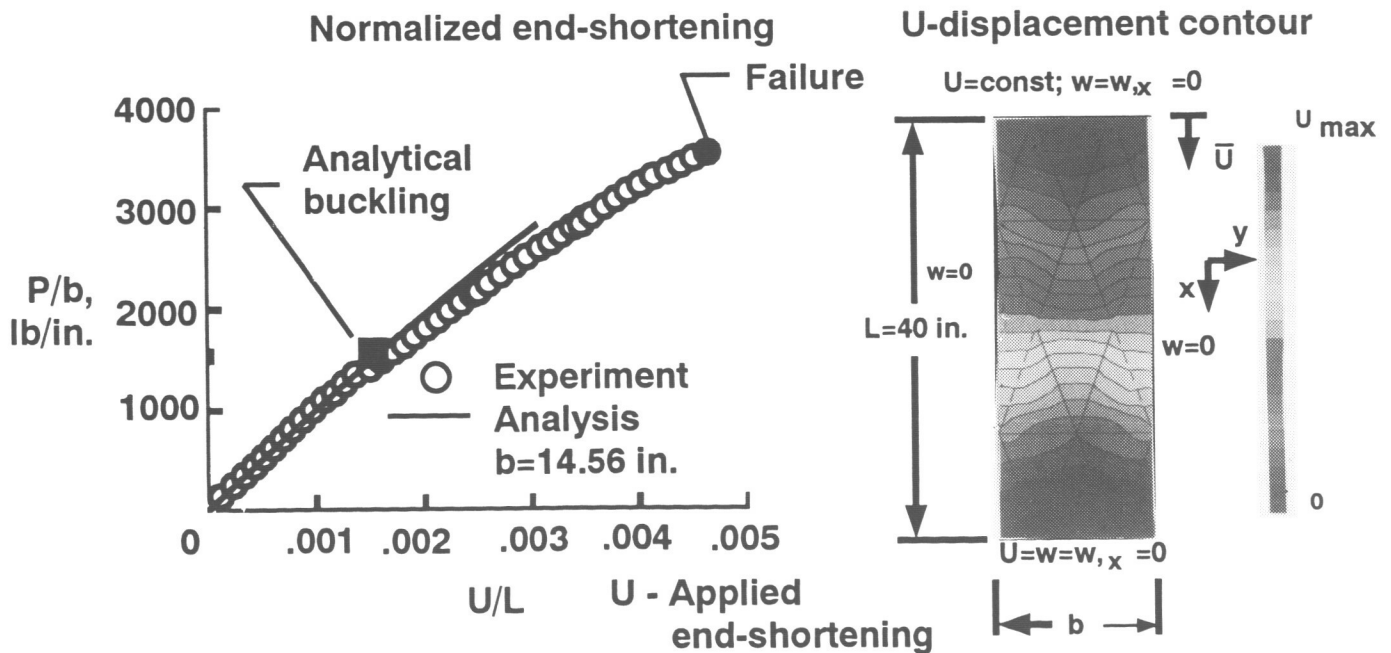 Normalized end-shortening
Failure
4000
3000
2000
1000
P/b,
lb/in.
Analytical
buckling
Experiment
Analysis
b=14.56 in.
0
.001
.002
.003
.004
.005
U/L
U - Applied
end-shortening
U-displacement contour
U=const; w=w,x =0
U max
U̅
w=0
y
x
L=40 in.
w=0
0
U=w=w,x =0
b